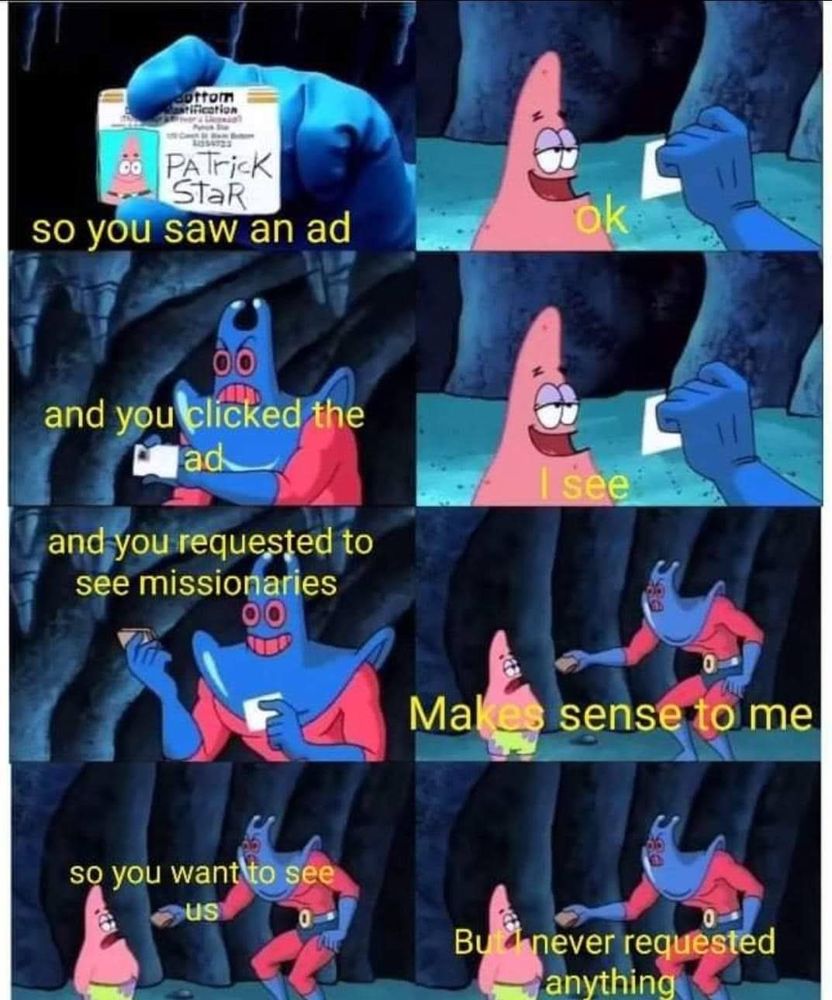 ottom
PATricK
STaR
so you saw an ad
ok
and you clicked the
ad
I see
and you requested to
see missionaries
Makes sense to me
so you want to see
us
But I never requested
anything